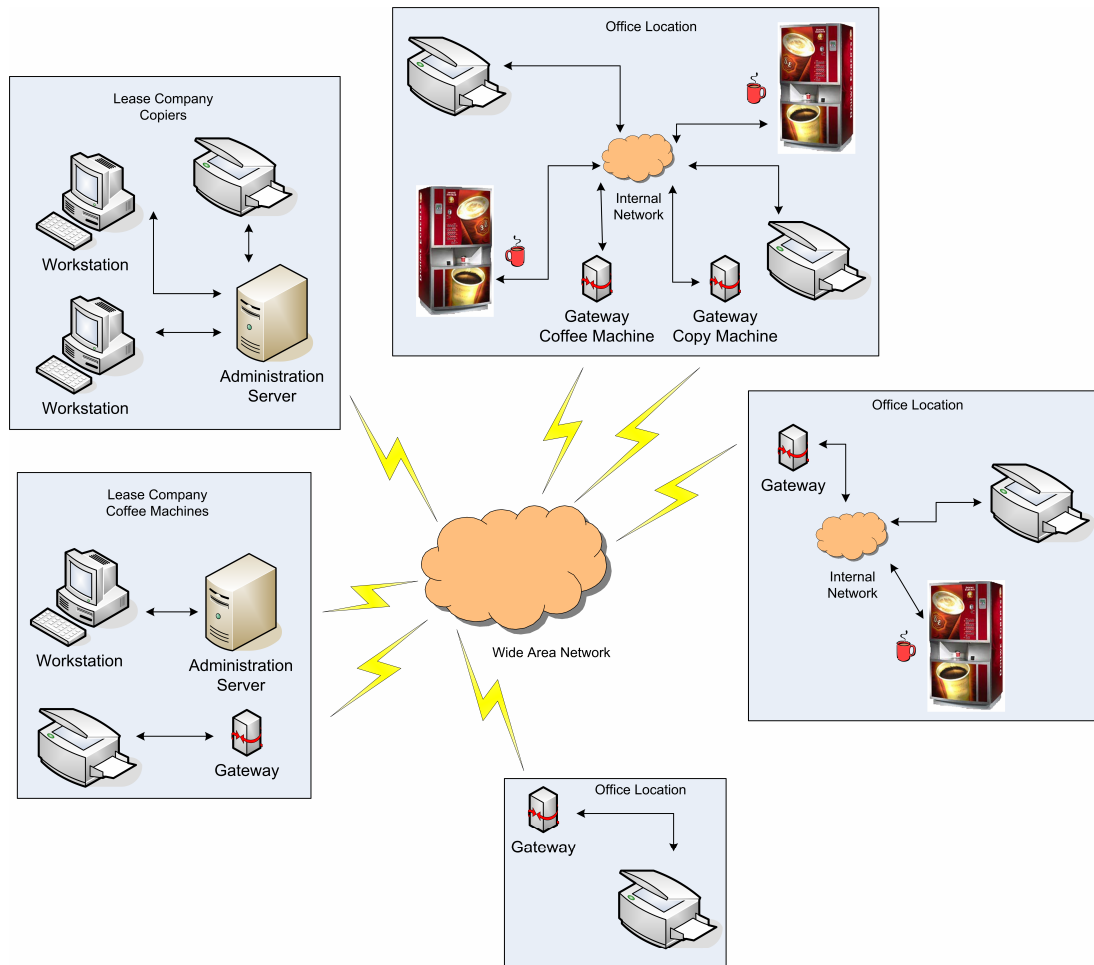 Office Location
Internal
Network
Gateway
Coffee Machine
Gateway
Copy Machine
Lease Company
Copiers
Workstation
Workstation
Administration
Server
Office Location
Gateway
Internal
Network
Lease Company
Coffee Machines
Workstation
Administration
Server
Gateway
Wide Area Network
Office Location
Gateway